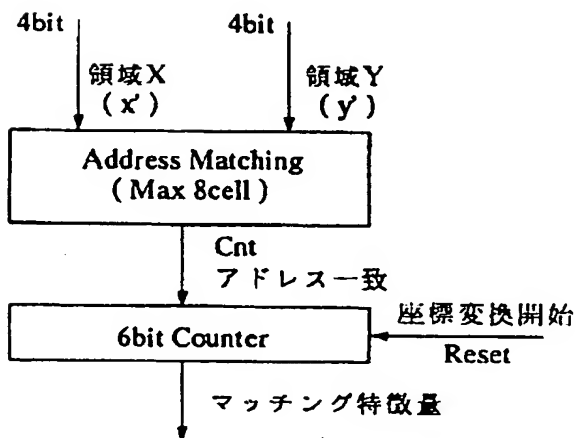 4bit 4bit
領域X 領域Y
(x') (y')
Address Matching
(Max 8cell)
Cnt
アドレス一致
座標変換開始
6bit Counter
Reset
マッチング特徴量